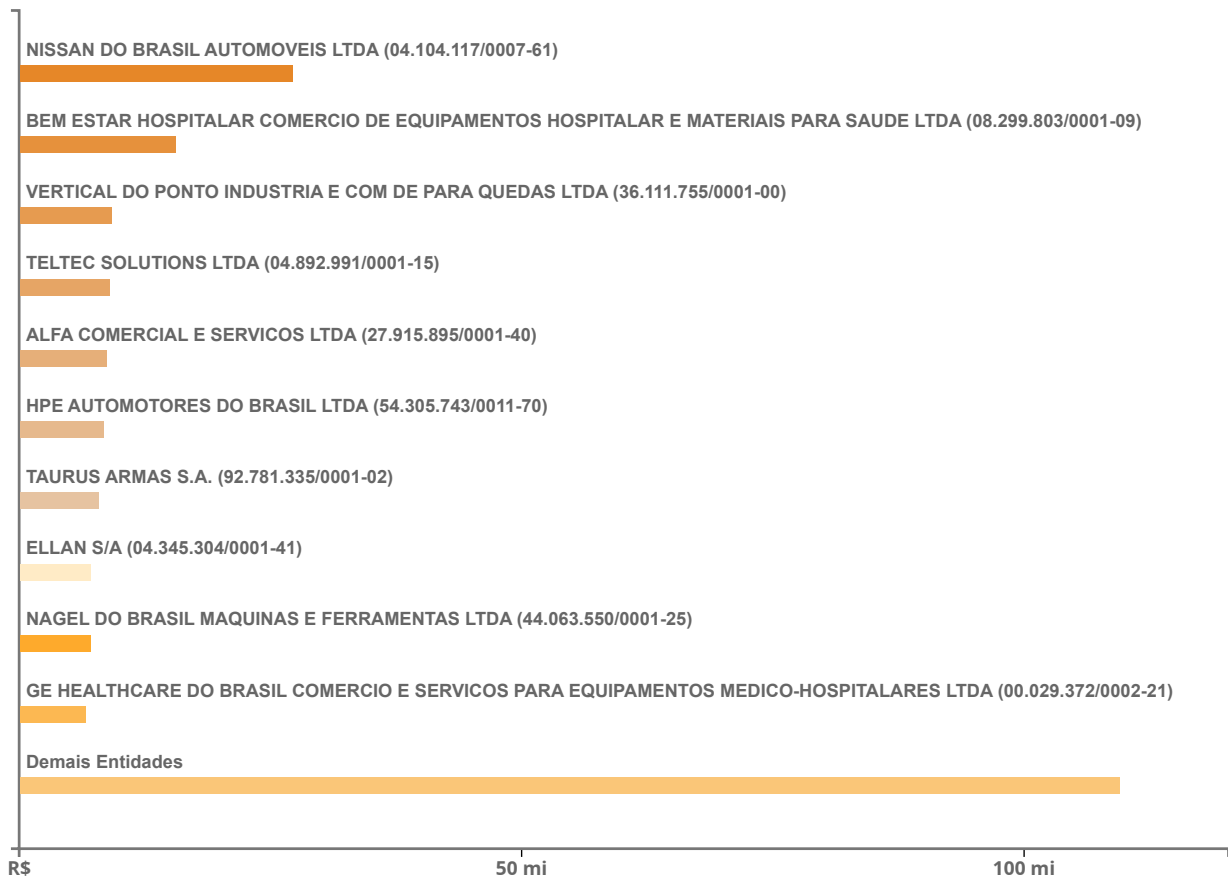 NISSAN DO BRASIL AUTOMOVEIS LTDA (04.104.117/0007-61)
BEM ESTAR HOSPITALAR COMERCIO DE EQUIPAMENTOS HOSPITALAR E MATERIAIS PARA SAUDE LTDA (08.299.803/0001-09)
VERTICAL DO PONTO INDUSTRIA E COM DE PARA QUEDAS LTDA (36.111.755/0001-00)
TELTEC SOLUTIONS LTDA (04.892.991/0001-15)
ALFA COMERCIAL E SERVICOS LTDA (27.915.895/0001-40)
HPE AUTOMOTORES DO BRASIL LTDA (54.305.743/0011-70)
TAURUS ARMAS S.A. (92.781.335/0001-02)
ELLAN S/A (04.345.304/0001-41)
NAGEL DO BRASIL MAQUINAS E FERRAMENTAS LTDA (44.063.550/0001-25)
GE HEALTHCARE DO BRASIL COMERCIO E SERVICOS PARA EQUIPAMENTOS MEDICO-HOSPITALARES LTDA (00.029.372/0002-21)
Demais Entidades
R$ 50 mi 100 mi